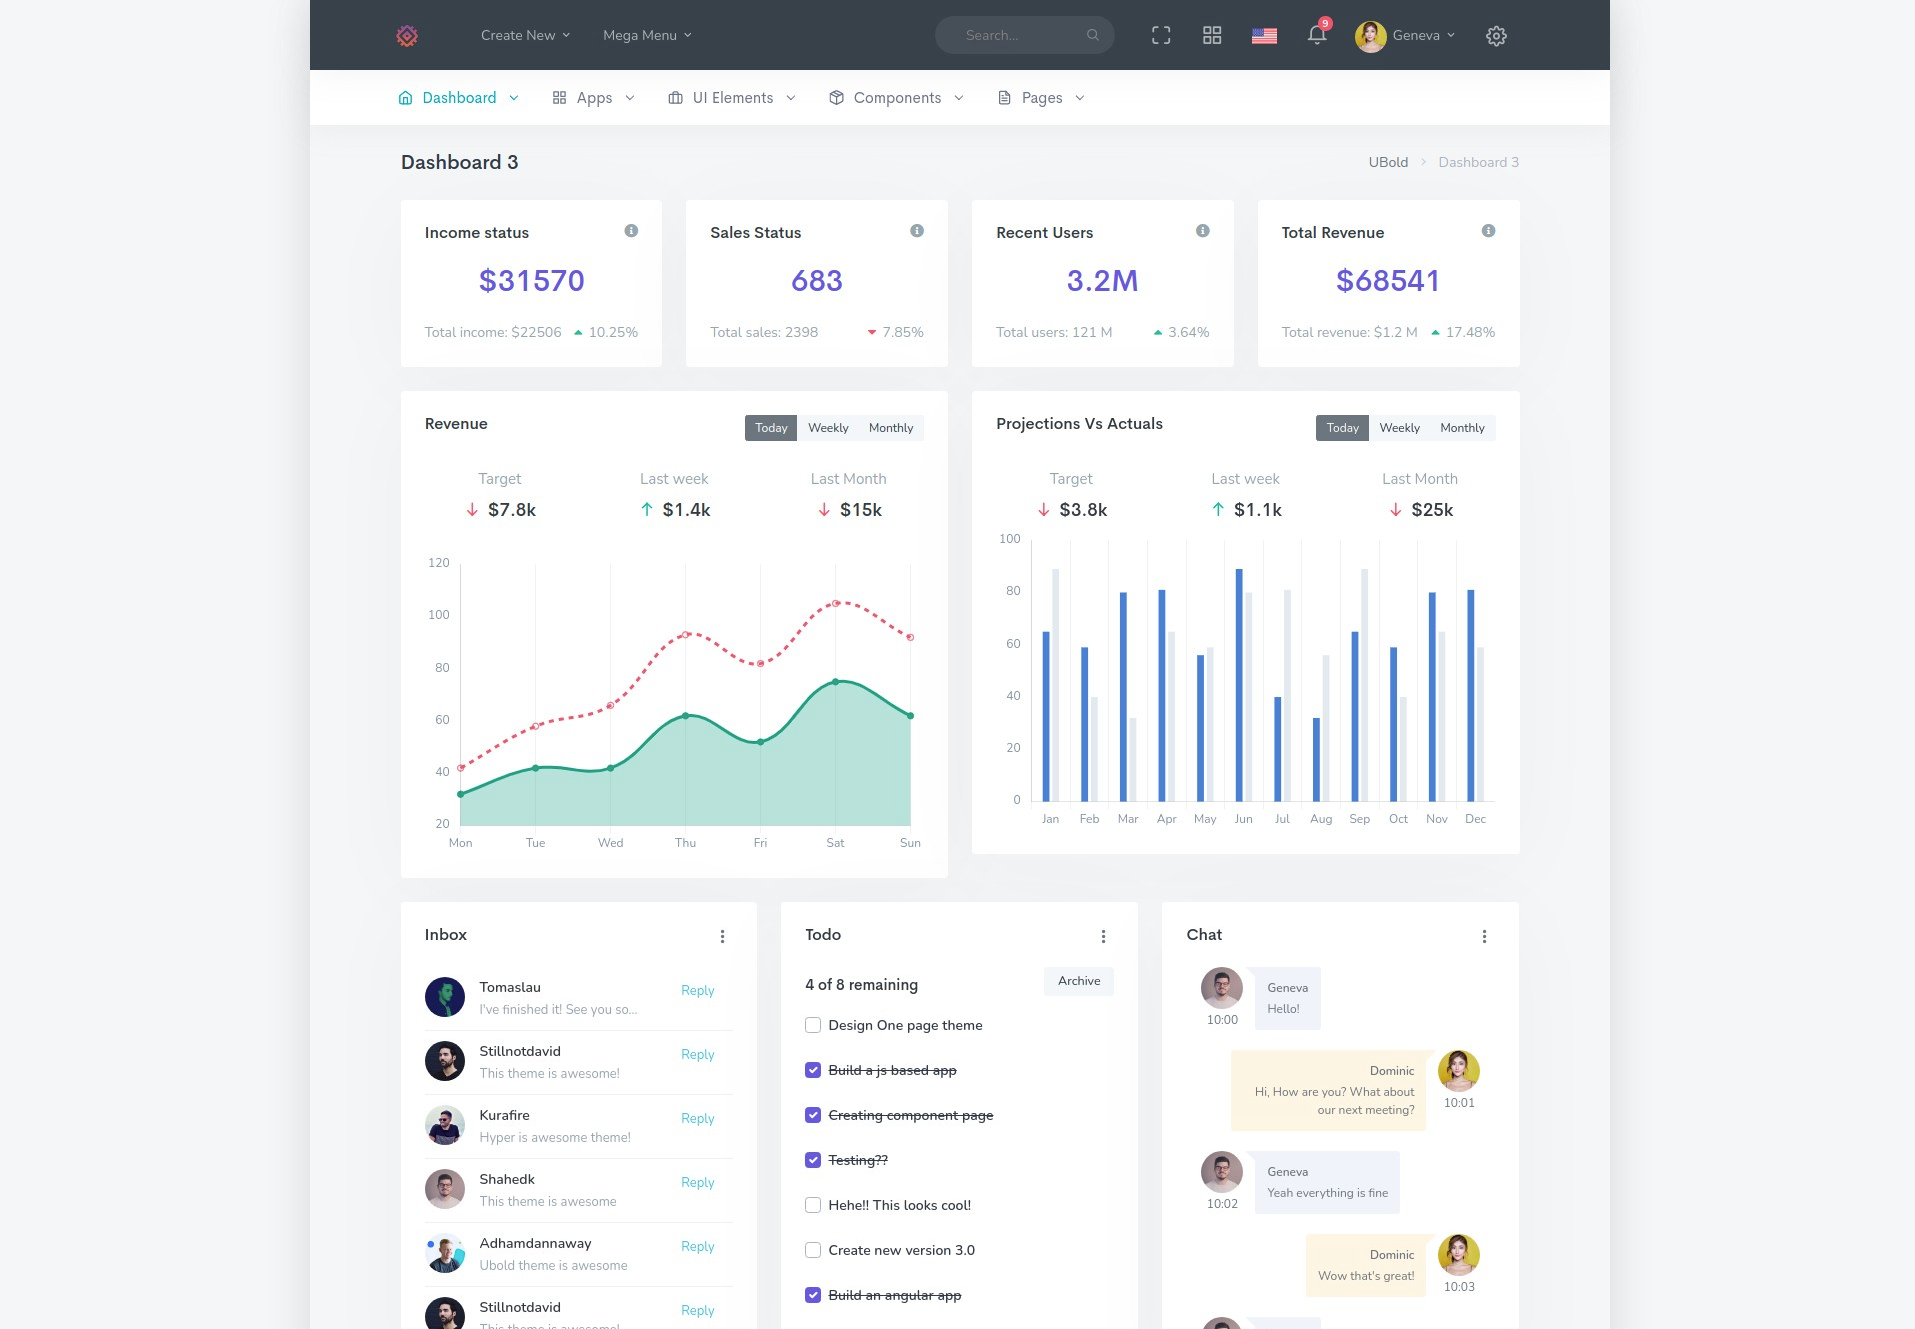 Create New
Mega Menu
Search...
9
Geneva
Dashboard
Apps
UI Elements
Components
Pages
Dashboard 3
UBold
Dashboard 3
Income status
$31570
Total income: $22506
10.25%
Sales Status
683
Total sales: 2398
7.85%
Recent Users
3.2M
Total users: 121 M
3.64%
Total Revenue
$68541
Total revenue: $1.2 M
17.48%
Revenue
Today
Weekly
Monthly
Target
Last week
Last Month
$7.8k
$1.4k
$15k
120
100
80
60
40
20
Mon
Tue
Wed
Thu
Fri
Sat
Sun
Projections Vs Actuals
Today
Weekly
Monthly
Target
Last week
Last Month
$3.8k
$1.1k
$25k
100
80
60
40
20
0
Jan
Feb
Mar
Apr
May
Jun
Jul
Aug
Sep
Oct
Nov
Dec
Inbox
Tomaslau
I've finished it! See you so...
Reply
Stillnotdavid
This theme is awesome!
Reply
Kurafire
Hyper is awesome theme!
Reply
Shahedk
This theme is awesome
Reply
Adhamdannaway
Ubold theme is awesome
Reply
Stillnotdavid
This theme is awesome!
Reply
Todo
4 of 8 remaining
Archive
Design One page theme
Build a js based app
Creating component page
Testing??
Hehe!! This looks cool!
Create new version 3.0
Build an angular app
Chat
Geneva
Hello!
10:00
Dominic
Hi, How are you? What about
our next meeting?
10:01
Geneva
Yeah everything is fine
10:02
Dominic
Wow that's great!
10:03